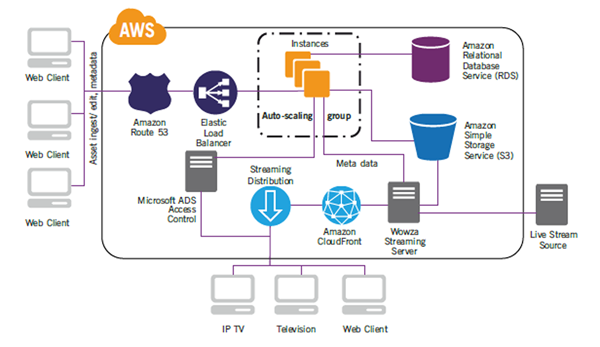 AWS
Web Client
Web Client
Web Client
Asset ingest/ edit, metadata
Amazon
Route 53
Elastic
Load
Balancer
Instances
Auto-scaling group
Amazon
Relational
Database
Service (RDS)
Amazon
Simple
Storage
Service (S3)
Meta data
Microsoft ADS
Access
Control
Streaming
Distribution
Amazon
CloudFront
Wowza
Streaming
Server
Live Stream
Source
IP TV
Television
Web Client